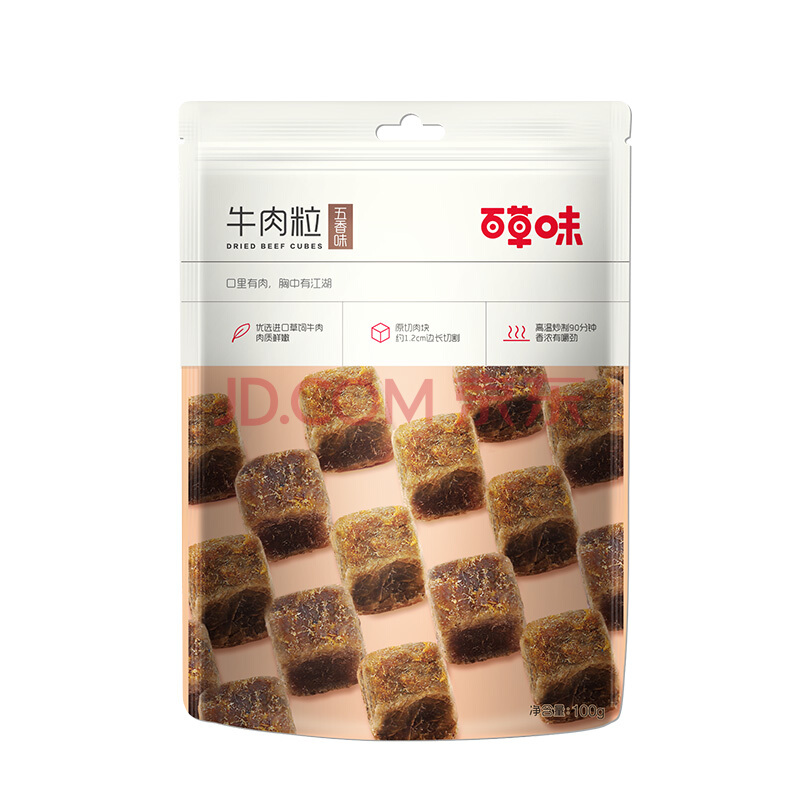 牛肉粒
五香味
DRIED BEEF CUBES
百草味
口里有肉，胸中有江湖
优选进口草饲牛肉
肉质鲜嫩
原切肉块
约1.2cm边长切割
高温炒制90分钟
香浓有嚼劲
JD.COM 京东
净含量:100g